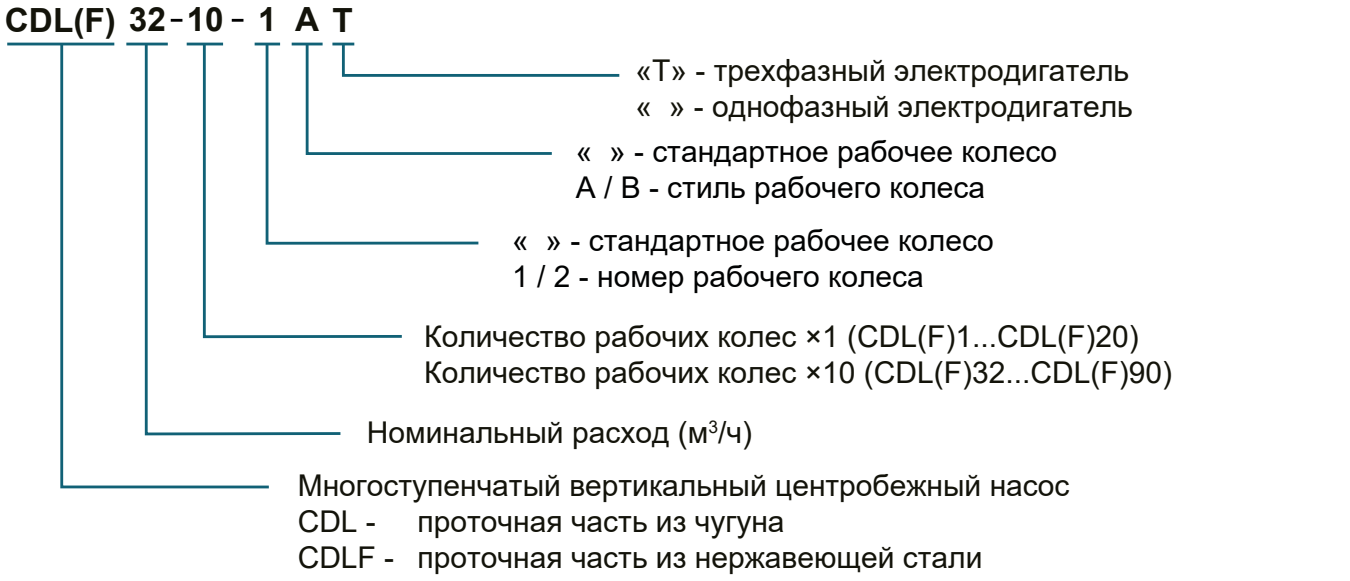 CDL(F) 32-10-1 A T
«Т» - трехфазный электродигатель
« » - однофазный электродигатель
« » - стандартное рабочее колесо
А / В - стиль рабочего колеса
« » - стандартное рабочее колесо
1 / 2 - номер рабочего колеса
Количество рабочих колес ×1 (CDL(F)1...CDL(F)20)
Количество рабочих колес ×10 (CDL(F)32...CDL(F)90)
Номинальный расход (м³/ч)
Многоступенчатый вертикальный центробежный насос
CDL - проточная часть из чугуна
CDLF - проточная часть из нержавеющей стали